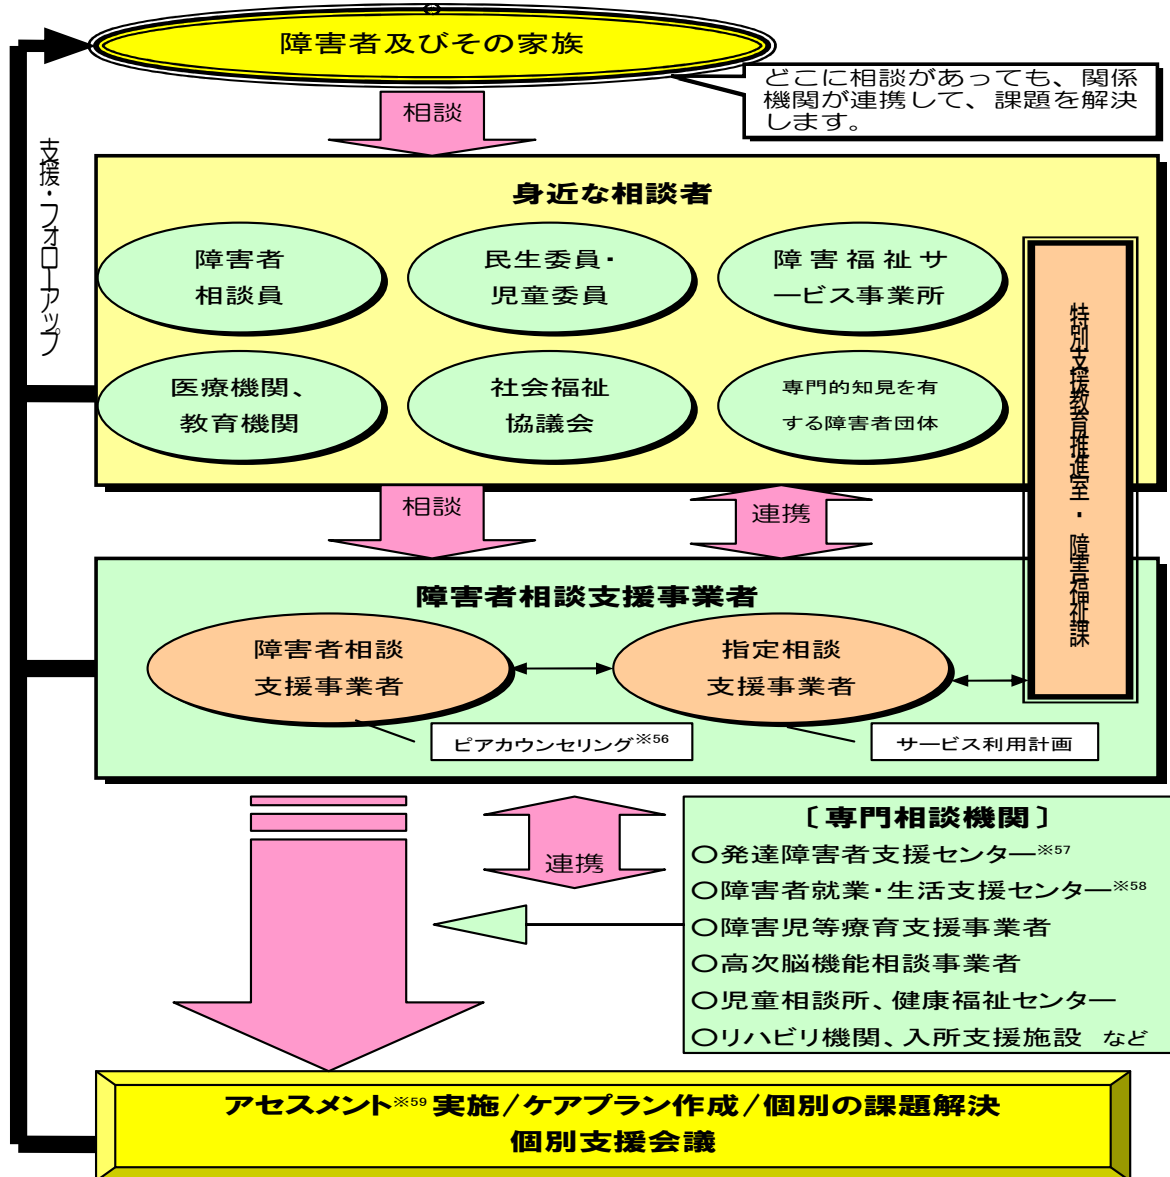 障害者及びその家族
どこに相談があっても、関係
機関が連携して、課題を解決
します。
相談
支援・フォローアップ
身近な相談者
障害者
相談員
民生委員・
児童委員
障害福祉サ
ービス事業所
医療機関、
教育機関
社会福祉
協議会
専門的知見を有
する障害者団体
特別支援教育推進室・障害福祉課
相談
連携
障害者相談支援事業者
障害者相談
支援事業者
指定相談
支援事業者
ピアカウンセリング※56
サービス利用計画
連携
〔専門相談機関〕
○発達障害者支援センター※57
○障害者就業・生活支援センター※58
○障害児等療育支援事業者
○高次脳機能相談事業者
○児童相談所、健康福祉センター
○リハビリ機関、入所支援施設 など
アセスメント※59実施/ケアプラン作成/個別の課題解決
個別支援会議